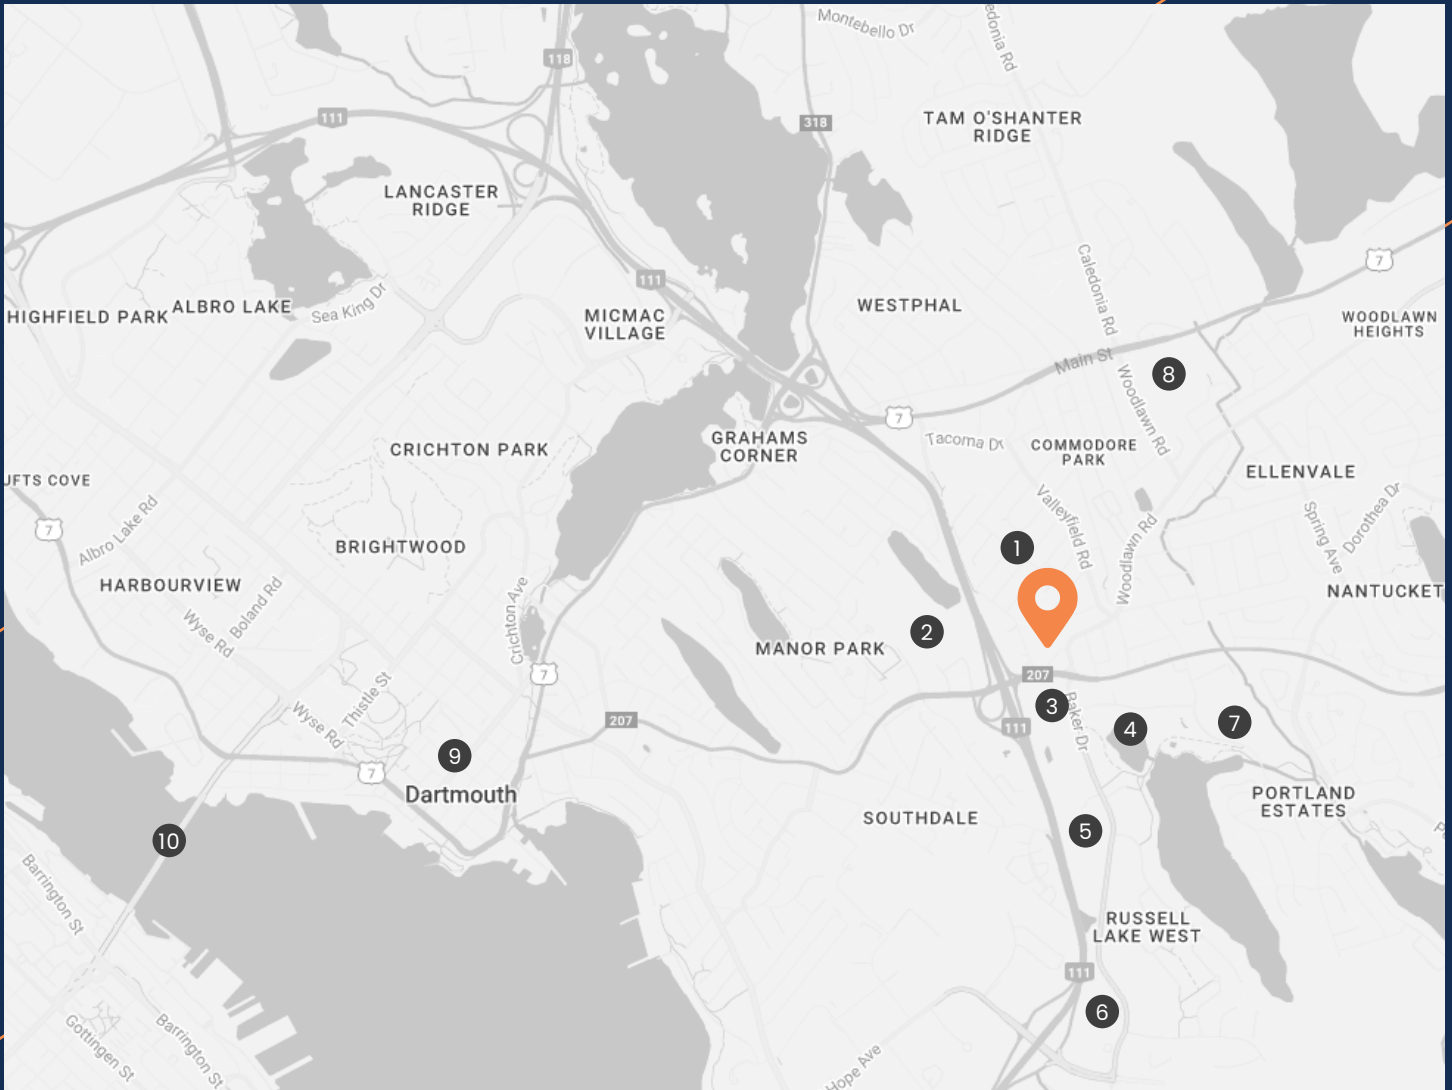 Montebello Dr
edonia Rd
118
111
318
TAM O'SHANTER
RIDGE
LANCASTER
RIDGE
7
111
Caledonia Rd
HIGHFIELD PARK
ALBRO LAKE
Sea King Dr
MICMAC
VILLAGE
WESTPHAL
WOODLAWN
HEIGHTS
Main St
8
Woodlawn Rd
7
GRAHAMS
CORNER
Tacoma Dr
COMMODORE
PARK
CRICHTON PARK
UFTS COVE
ELLENVALE
7
Albro Lake Rd
Valleyfield Rd
Woodlawn Rd
Spring Ave
Dorothea Dr
BRIGHTWOOD
1
HARBOURVIEW
Boland Rd
Wyse Rd
Crichton Ave
NANTUCKET
2
MANOR PARK
7
207
Thistle St
Wyse Rd
207
3
Baker Dr
111
4
7
9
7
Dartmouth
PORTLAND
ESTATES
SOUTHDALE
5
10
Barrington St
RUSSELL
LAKE WEST
111
6
Gottingen St
Barrington St
Hope Ave